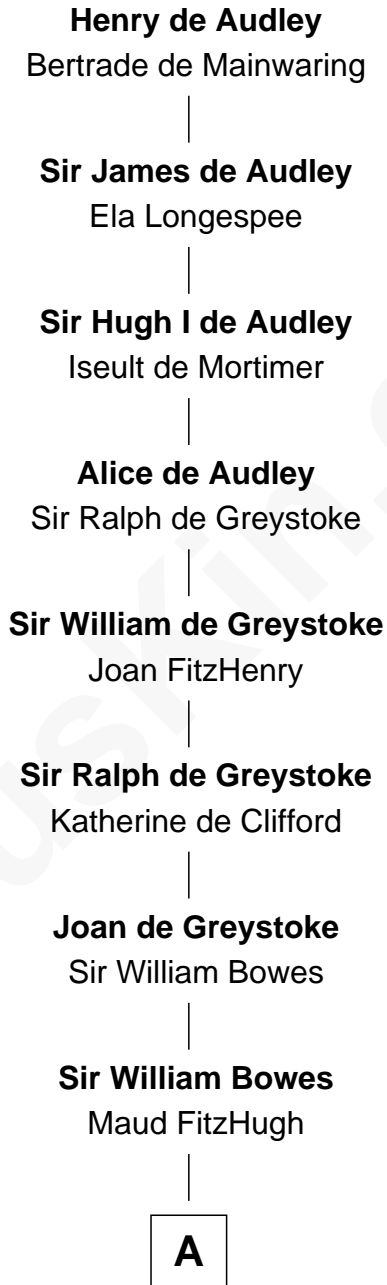 Henry de Audley
Bertrade de Mainwaring
Sir James de Audley
Ela Longespee
Sir Hugh I de Audley
Iseult de Mortimer
Alice de Audley
Sir Ralph de Greystoke
Sir William de Greystoke
Joan FitzHenry
Sir Ralph de Greystoke
Katherine de Clifford
Joan de Greystoke
Sir William Bowes
Sir William Bowes
Maud FitzHugh
A